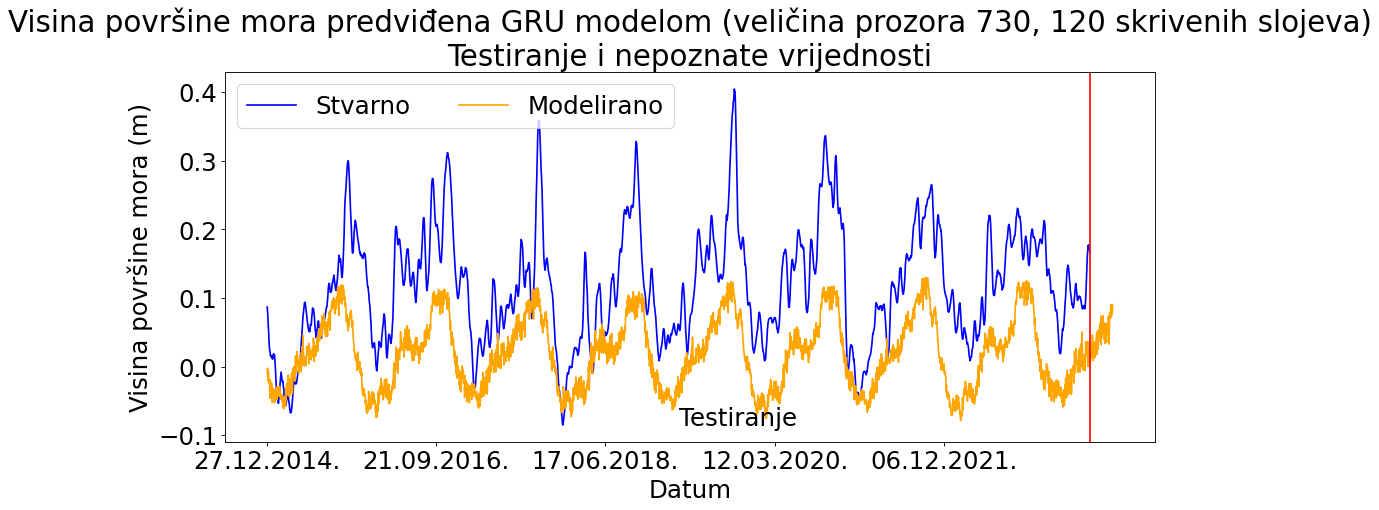 Visina površine mora predviđena GRU modelom (veličina prozora 730, 120 skrivenih slojeva)
Testiranje i nepoznate vrijednosti
Stvarno
Modelirano
Visina površine mora (m)
0.4
0.3
0.2
0.1
0.0
−0.1
Testiranje
27.12.2014.
21.09.2016.
17.06.2018.
12.03.2020.
06.12.2021.
Datum